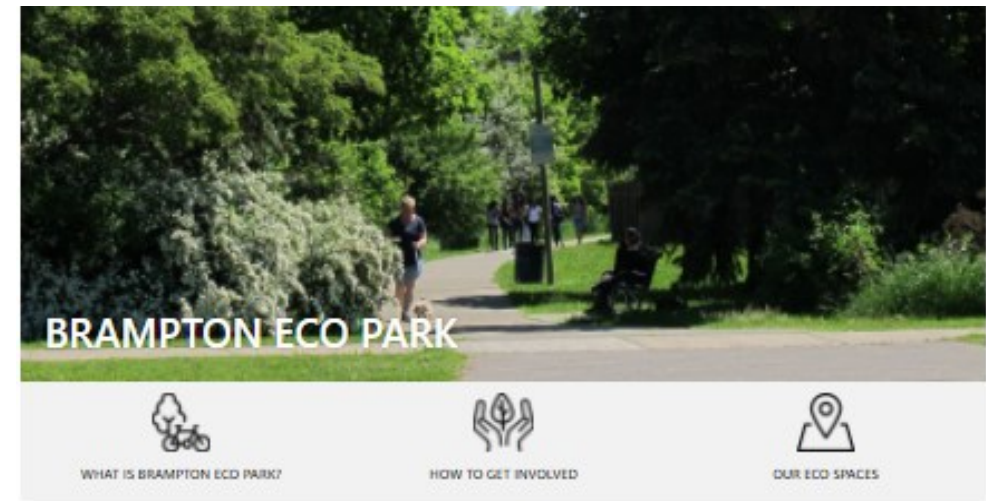 BRAMPTON ECO PARK
WHAT IS BRAMPTON ECO PARK?
HOW TO GET INVOLVED
OUR ECO SPACES